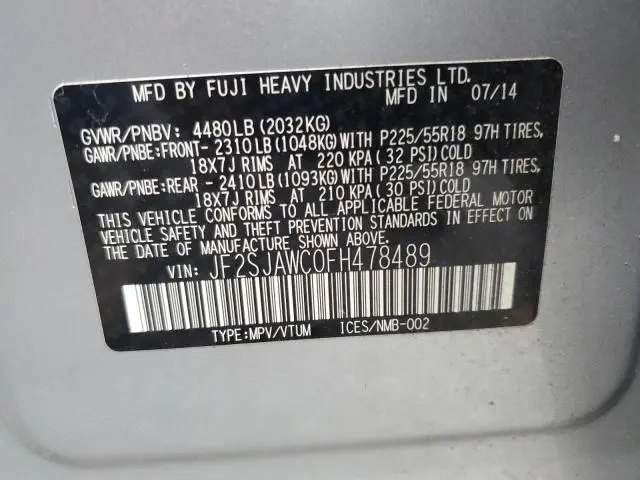 MFD BY FUJI HEAVY INDUSTRIES LTD.
MFD IN 07/14
GVWR/PNBV: 4480LB(2032KG)
GAWR/PNBE:FRONT- 2310LB(1048KG)WITH P225/55R18 97H TIRES,
18X7J RIMS AT 220 KPA(32 PSI)COLD
GAWR/PNBE:REAR - 2410LB(1093KG)WITH P225/55R18 97H TIRES,
18X7J RIMS AT 210 KPA(30 PSI)COLD
THIS VEHICLE CONFORMS TO ALL APPLICABLE FEDERAL MOTOR
VEHICLE SAFETY AND THEFT PREVENTION STANDARDS IN EFFECT ON
THE DATE OF MANUFACTURE SHOWN ABOVE.
VIN: JF2SJAWC0FH478489
TYPE:MPV/VTUM ICES/NMB-002